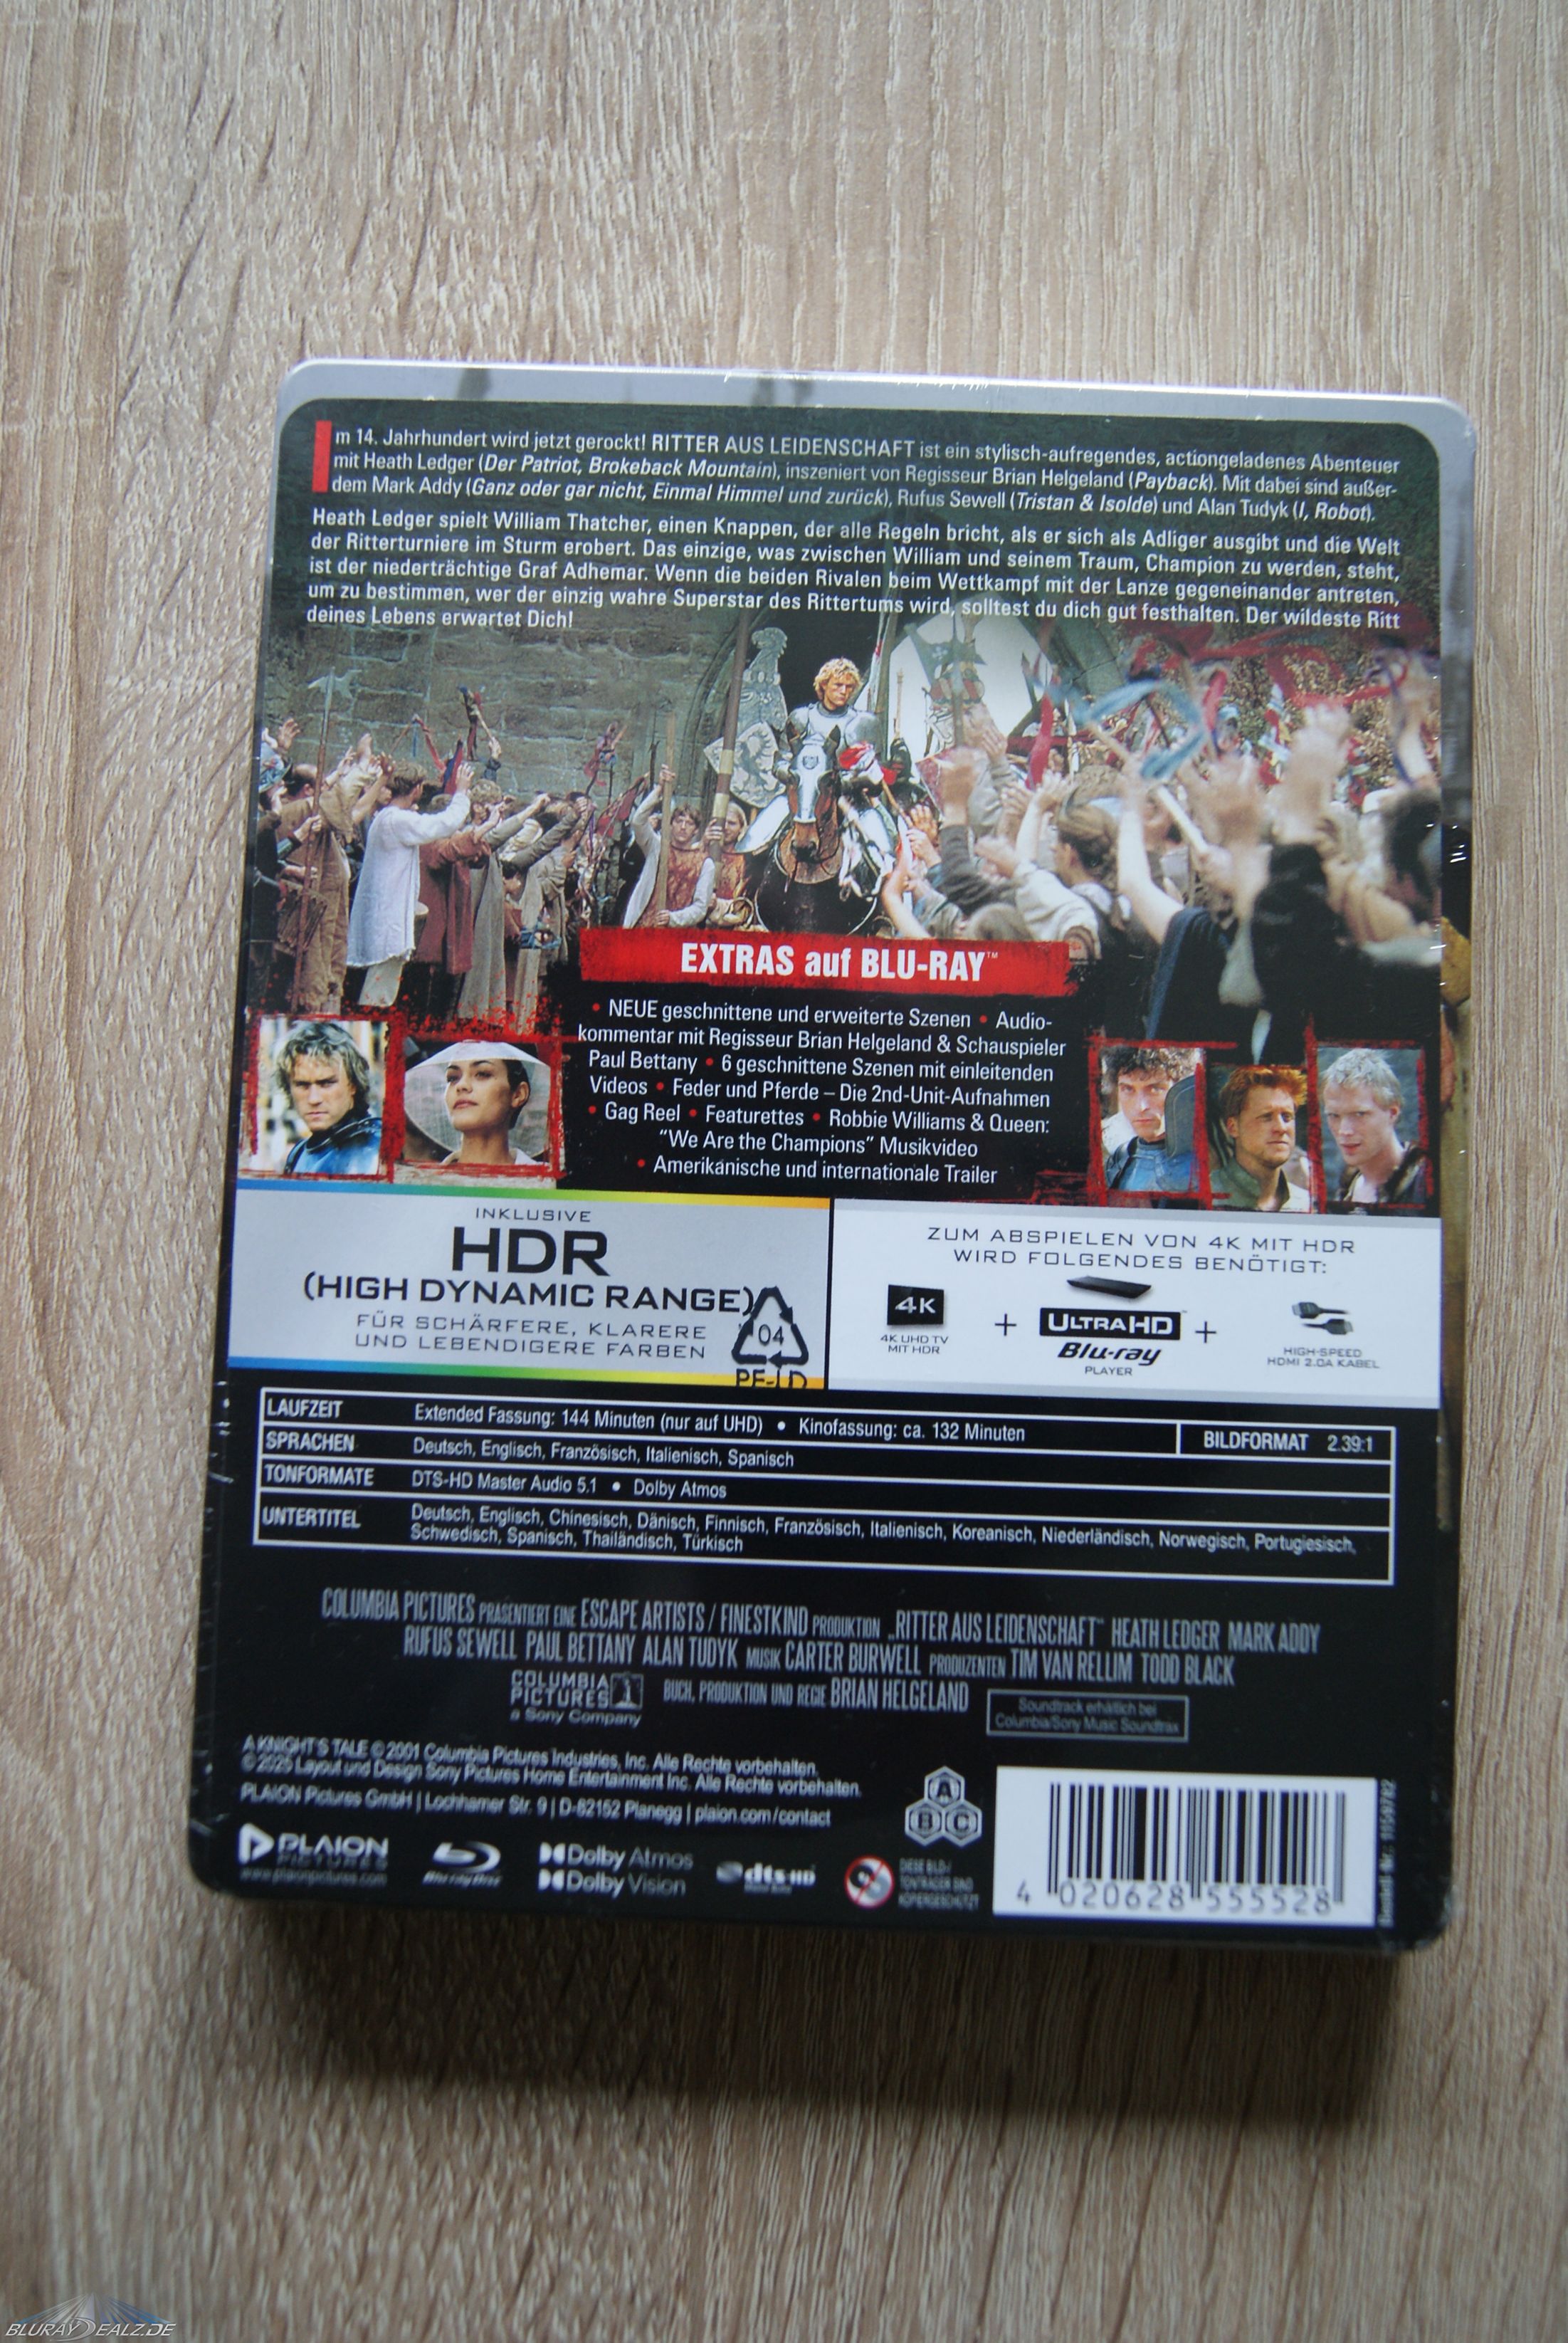 Im 14. Jahrhundert wird jetzt gerockt! RITTER AUS LEIDENSCHAFT ist ein stylisch-aufregendes, actiongeladenes Abenteuer
mit Heath Ledger (Der Patriot, Brokeback Mountain), inszeniert von Regisseur Brian Helgeland (Payback). Mit dabei sind außer-
dem Mark Addy (Ganz oder gar nicht, Einmal Himmel und zurück), Rufus Sewell (Tristan & Isolde) und Alan Tudyk (I, Robot).
Heath Ledger spielt William Thatcher, einen Knappen, der alle Regeln bricht, als er sich als Adliger ausgibt und die Welt
der Ritterturniere im Sturm erobert. Das einzige, was zwischen William und seinem Traum, Champion zu werden, steht,
ist der niederträchtige Graf Adhemar. Wenn die beiden Rivalen beim Wettkampf mit der Lanze gegeneinander antreten,
um zu bestimmen, wer der einzig wahre Superstar des Rittertums wird, solltest du dich gut festhalten. Der wildeste Ritt
deines Lebens erwartet Dich!
EXTRAS auf BLU-RAY™
• NEUE geschnittene und erweiterte Szenen • Audio-
kommentar mit Regisseur Brian Helgeland & Schauspieler
Paul Bettany • 6 geschnittene Szenen mit einleitenden
Videos • Feder und Pferde – Die 2nd-Unit-Aufnahmen
• Gag Reel • Featurettes • Robbie Williams & Queen:
"We Are the Champions" Musikvideo
• Amerikanische und internationale Trailer
INKLUSIVE
HDR
(HIGH DYNAMIC RANGE)
FÜR SCHÄRFERE, KLARERE
UND LEBENDIGERE FARBEN
04
PE-LD
ZUM ABSPIELEN VON 4K MIT HDR
WIRD FOLGENDES BENÖTIGT:
4K
4K UHD TV
MIT HDR
+
ULTRA HD
Blu-ray
PLAYER
+
HIGH-SPEED
HDMI 2.0A KABEL
LAUFZEIT Extended Fassung: 144 Minuten (nur auf UHD) • Kinofassung: ca. 132 Minuten BILDFORMAT 2.39:1
SPRACHEN Deutsch, Englisch, Französisch, Italienisch, Spanisch
TONFORMATE DTS-HD Master Audio 5.1 • Dolby Atmos
UNTERTITEL Deutsch, Englisch, Chinesisch, Dänisch, Finnisch, Französisch, Italienisch, Koreanisch, Niederländisch, Norwegisch, Portugiesisch,
Schwedisch, Spanisch, Thailändisch, Türkisch
COLUMBIA PICTURES PRÄSENTIERT EINE ESCAPE ARTISTS / FINESTKIND PRODUKTION „RITTER AUS LEIDENSCHAFT" HEATH LEDGER MARK ADDY
RUFUS SEWELL PAUL BETTANY ALAN TUDYK MUSIK CARTER BURWELL PRODUZENTEN TIM VAN RELLIM TODD BLACK
COLUMBIA
PICTURES
a Sony Company
BUCH, PRODUKTION UND REGIE BRIAN HELGELAND
Soundtrack erhältlich bei
Columbia/Sony Music Soundtrax
A KNIGHT'S TALE © 2001 Columbia Pictures Industries, Inc. Alle Rechte vorbehalten.
© 2025 Layout und Design Sony Pictures Home Entertainment Inc. Alle Rechte vorbehalten.
PLAION Pictures GmbH | Lochhamer Str. 9 | D-82152 Planegg | plaion.com/contact
A
B C
PLAION
PICTURES
www.plaionpictures.com
Blu-ray Disc
Dolby Atmos
Dolby Vision
dts-HD
DIESE BILD-/
TONTRÄGER SIND
KOPIERGESCHÜTZT
4 020628 555528
BLURAYDEALZ.DE